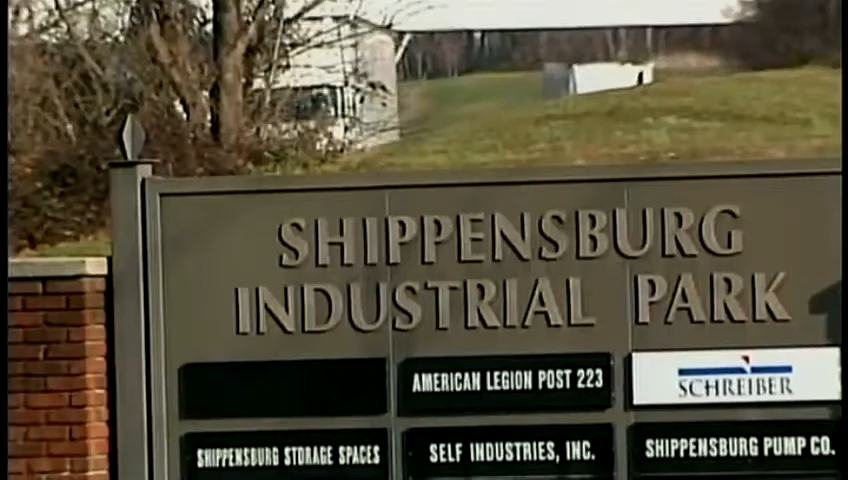 SHIPPENSBURG
INDUSTRIAL PARK
AMERICAN LEGION POST 223
SCHREIBER
SHIPPENSBURG STORAGE SPACES
SELF INDUSTRIES, INC.
SHIPPENSBURG PUMP CO.